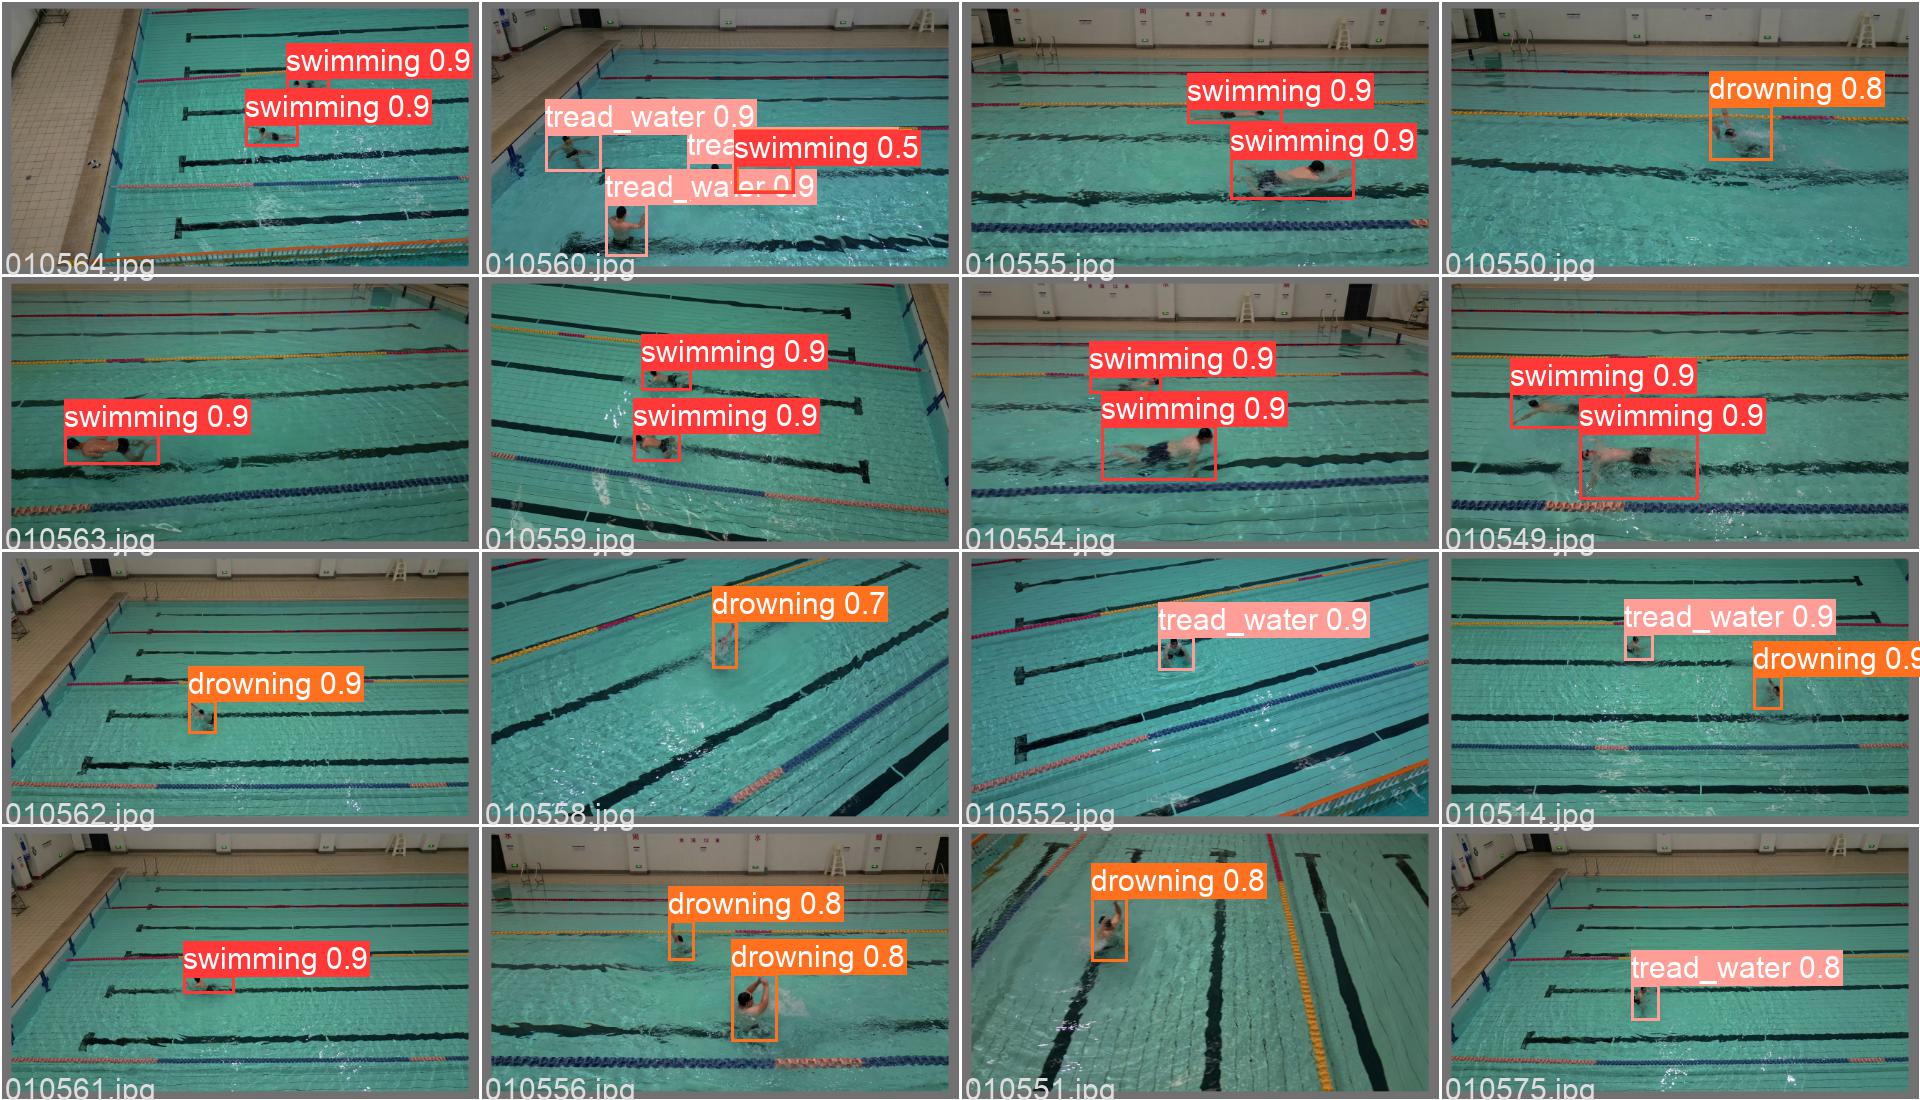 swimming 0.9
swimming 0.9
010564.jpg
tread_water 0.9
trea
swimming 0.5
tread_water 0.9
010560.jpg
swimming 0.9
swimming 0.9
010555.jpg
drowning 0.8
010550.jpg
swimming 0.9
010563.jpg
swimming 0.9
swimming 0.9
010559.jpg
swimming 0.9
swimming 0.9
010554.jpg
swimming 0.9
swimming 0.9
010549.jpg
drowning 0.9
010562.jpg
drowning 0.7
010558.jpg
tread_water 0.9
010552.jpg
tread_water 0.9
drowning 0.9
010514.jpg
swimming 0.9
010561.jpg
drowning 0.8
drowning 0.8
010556.jpg
drowning 0.8
010551.jpg
tread_water 0.8
010575.jpg